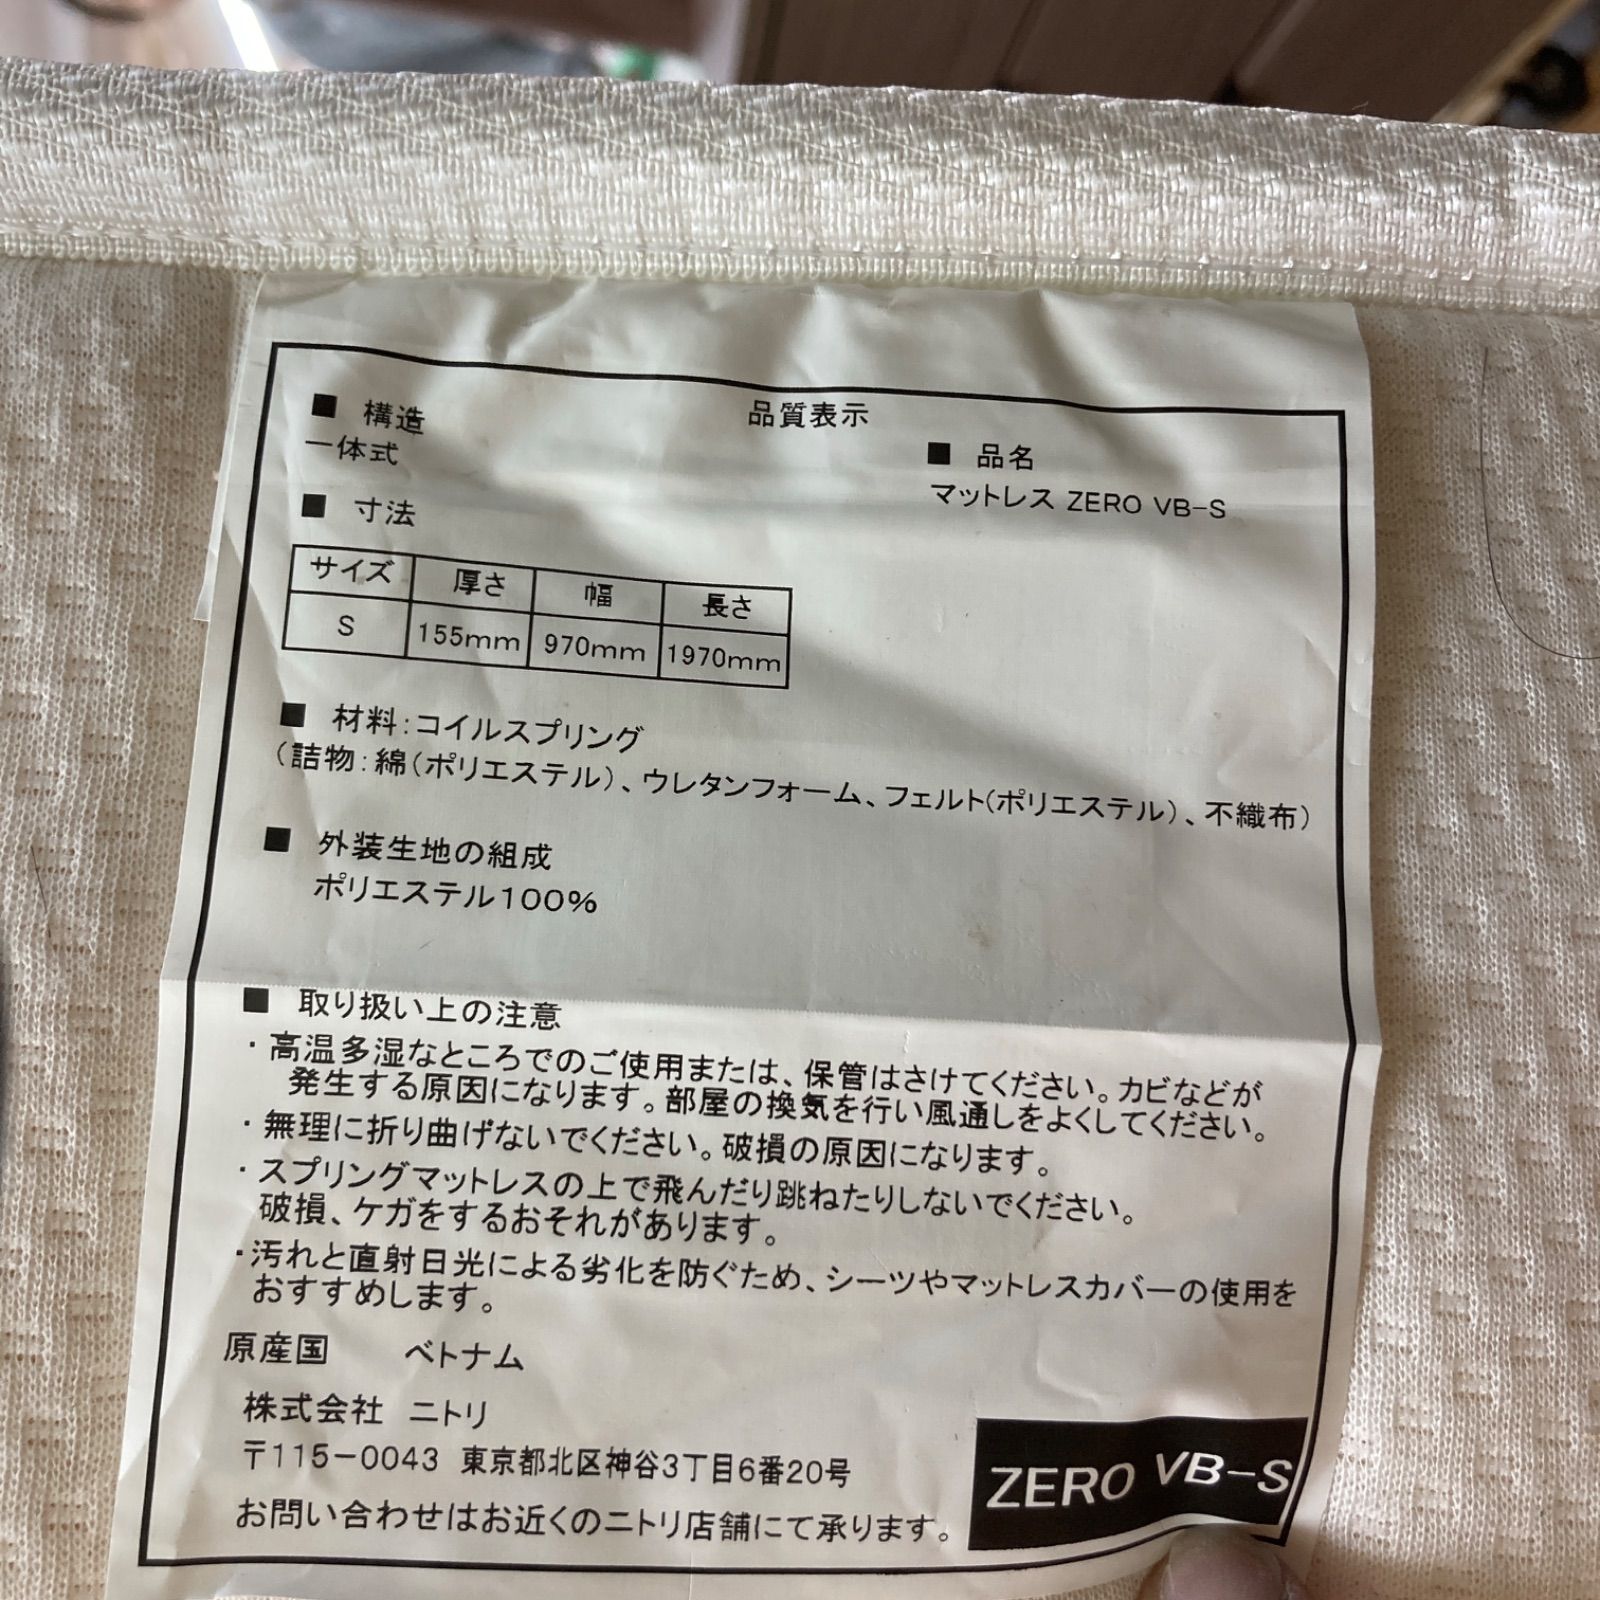 品質表示
■ 構造
一体式
■ 品名
マットレス ZERO VB-S
■ 寸法
サイズ 厚さ 幅 長さ
S 155mm 970mm 1970mm
■ 材料:コイルスプリング
(詰物:綿(ポリエステル)、ウレタンフォーム、フェルト(ポリエステル)、不織布)
■ 外装生地の組成
ポリエステル100%
■ 取り扱い上の注意
・高温多湿なところでのご使用または、保管はさけてください。カビなどが
発生する原因になります。部屋の換気を行い風通しをよくしてください。
・無理に折り曲げないでください。破損の原因になります。
・スプリングマットレスの上で飛んだり跳ねたりしないでください。
破損、ケガをするおそれがあります。
・汚れと直射日光による劣化を防ぐため、シーツやマットレスカバーの使用を
おすすめします。
原産国 ベトナム
株式会社 ニトリ
〒115-0043 東京都北区神谷3丁目6番20号
お問い合わせはお近くのニトリ店舗にて承ります。
ZERO VB-S